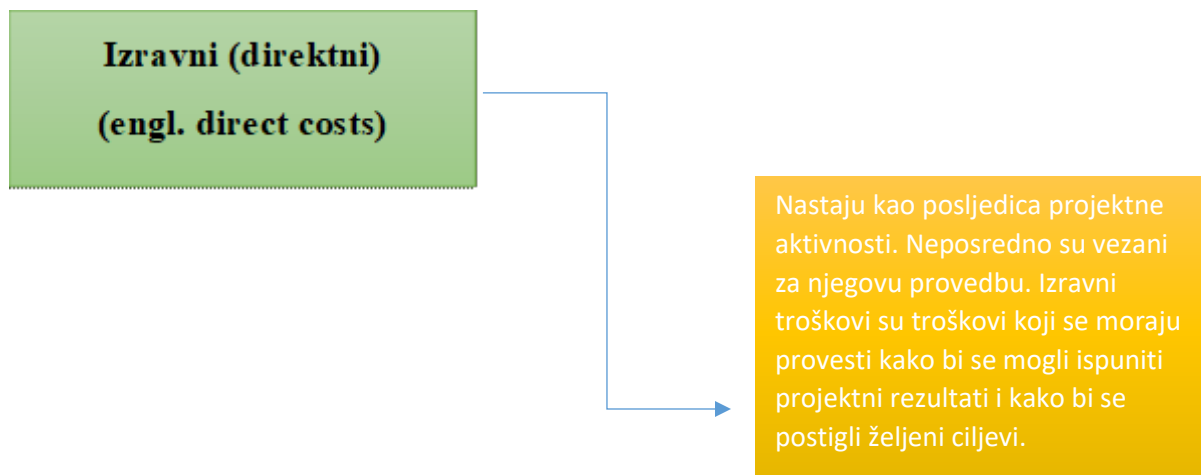 Izravni (direktni)
(engl. direct costs)
Nastaju kao posljedica projektne
aktivnosti. Neposredno su vezani
za njegovu provedbu. Izravni
troškovi su troškovi koji se moraju
provesti kako bi se mogli ispuniti
projektni rezultati i kako bi se
postigli željeni ciljevi.